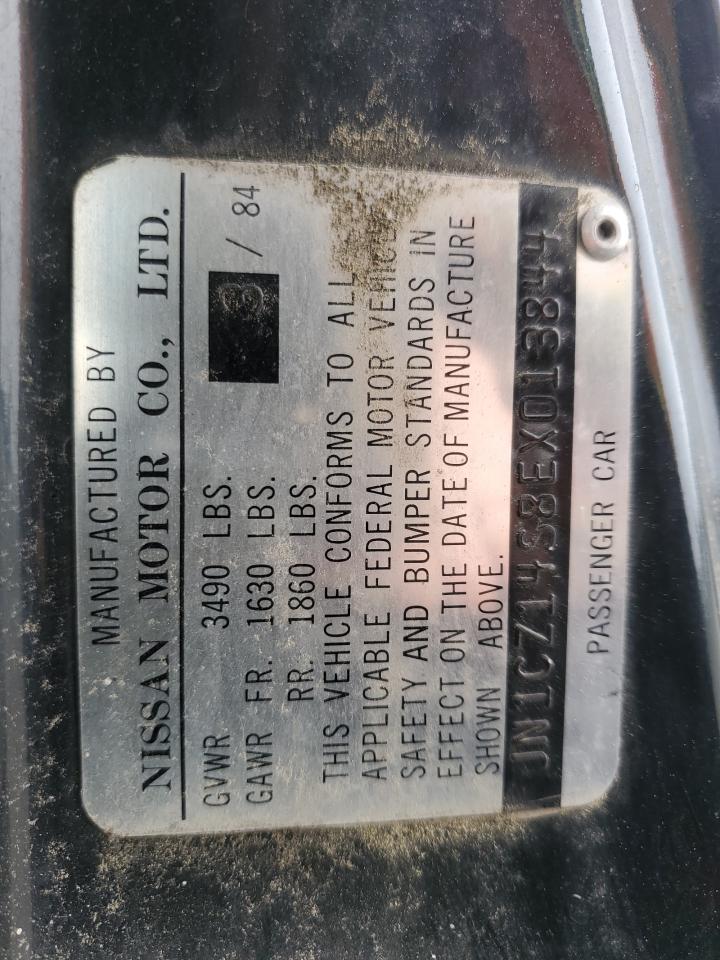 MANUFACTURED BY
NISSAN MOTOR CO., LTD.
GVWR 3490 LBS. 3 / 84
GAWR FR. 1630 LBS.
RR. 1860 LBS.
THIS VEHICLE CONFORMS TO ALL
APPLICABLE FEDERAL MOTOR VEHICLE
SAFETY AND BUMPER STANDARDS IN
EFFECT ON THE DATE OF MANUFACTURE
SHOWN ABOVE.
JN1CZ14S8EX013844
PASSENGER CAR